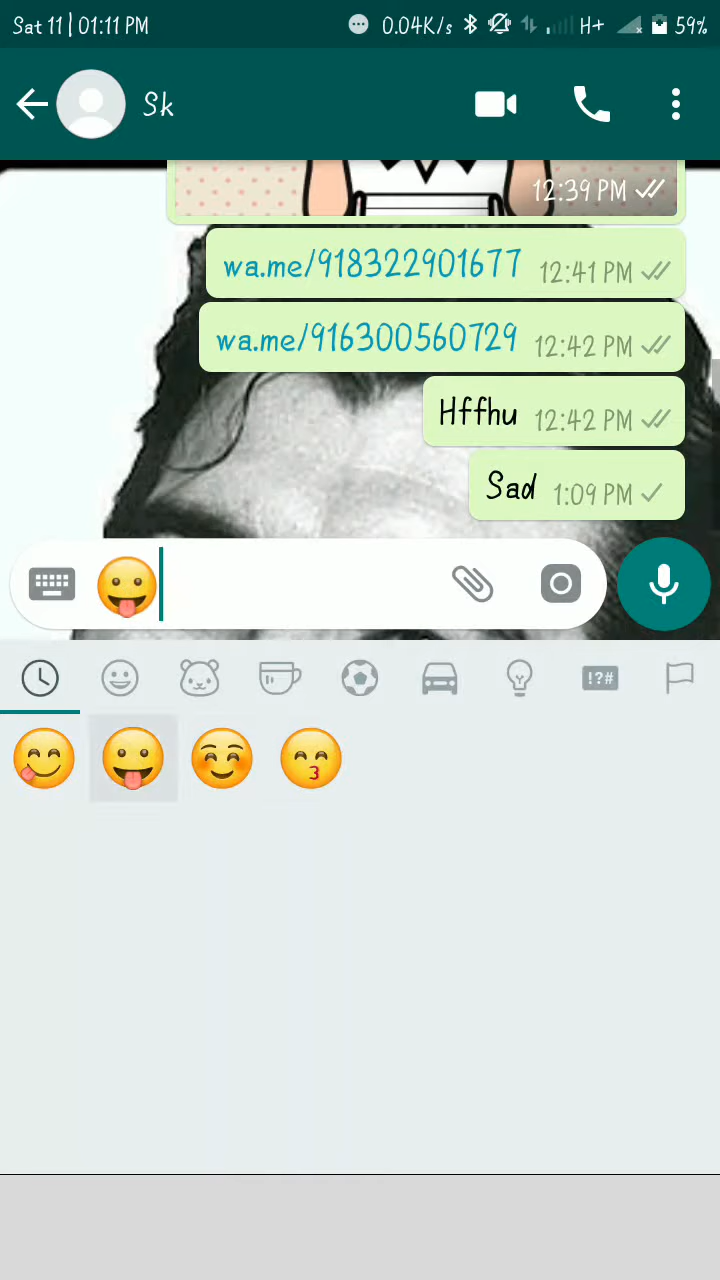 Sat 11 | 01:11 PM 0.04K/s H+ 59%
Sk
12:39 PM
wa.me/918322901677 12:41 PM
wa.me/916300560729 12:42 PM
Hffhu 12:42 PM
Sad 1:09 PM
!?#